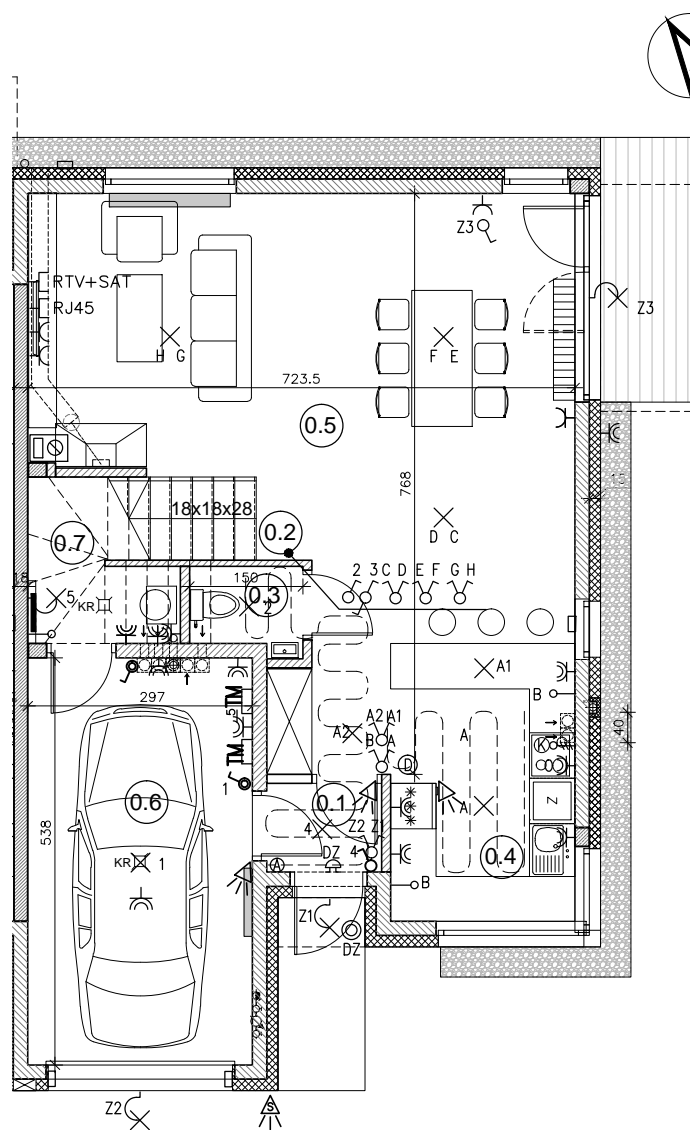 Z3
RTV+SAT
RJ45
Z3
H G
F E
723.5
0.5
768
15
18x18x28
D C
0.2
0.7
2 3 C D E F G H
18
150
0.3
5
KR
2
A1
B
297
TM
5
A2 A1
A2
B A
A
40
D
K
TM
1
0.6
0.1
A
Z
4
Z2 Z1
538
DZ
4
0.4
KR
1
A
B
Z1
DZ
Z2
S